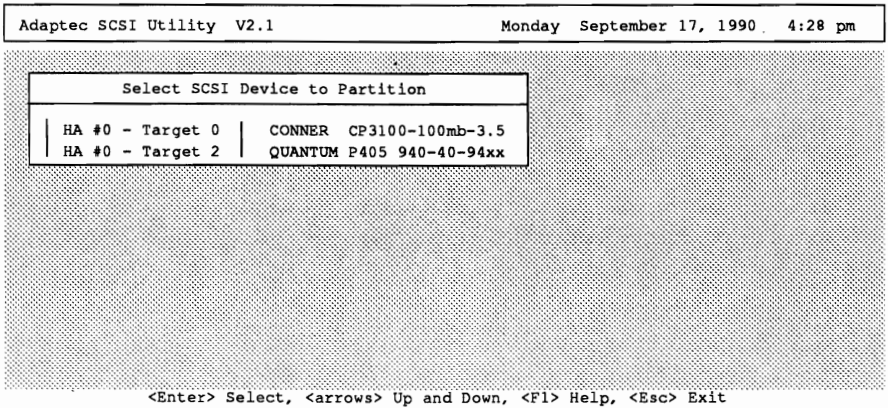 Adaptec SCSI Utility V2.1 Monday September 17, 1990 4:28 pm
Select SCSI Device to Partition
HA #0 - Target 0 CONNER CP3100-100mb-3.5
HA #0 - Target 2 QUANTUM P405 940-40-94xx
<Enter> Select, <arrows> Up and Down, <F1> Help, <Esc> Exit